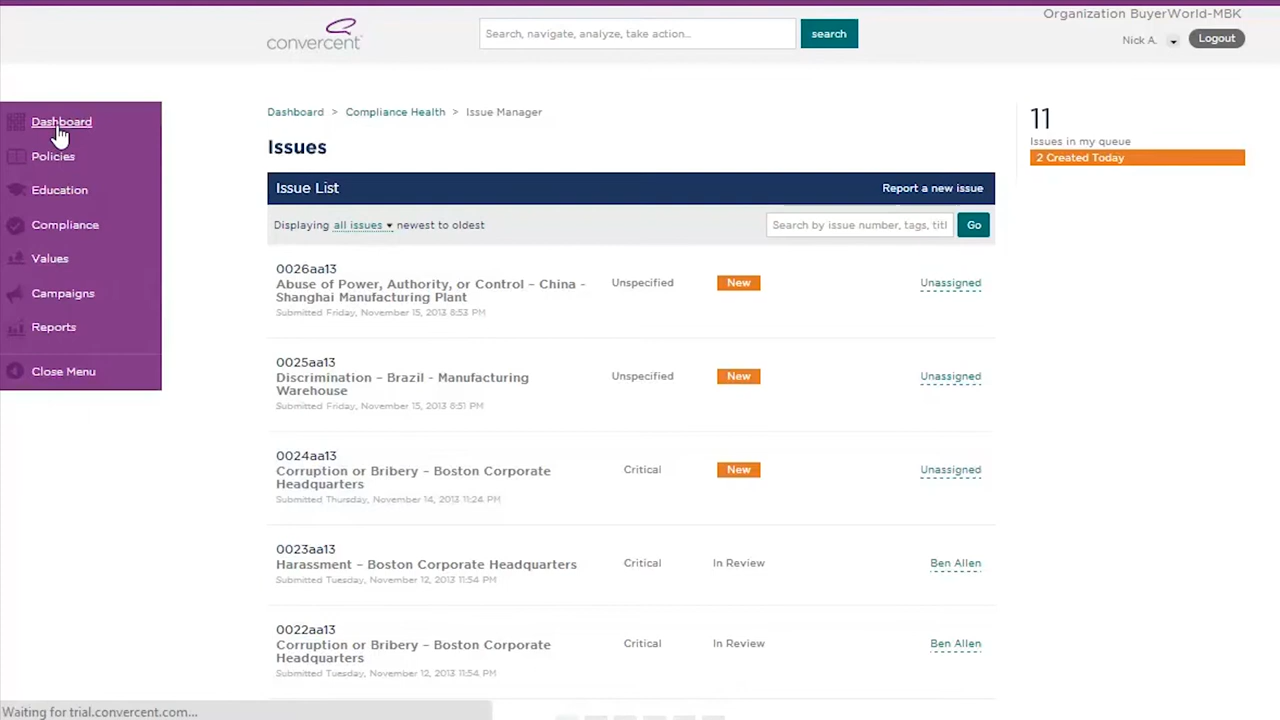 Organization BuyerWorld-MBK
convercent
Search, navigate, analyze, take action...
search
Nick A.
Logout
Dashboard
Policies
Education
Compliance
Values
Campaigns
Reports
Close Menu
Dashboard > Compliance Health > Issue Manager
Issues
Issue List
Report a new issue
Displaying all issues newest to oldest
Search by issue number, tags, titl
Go
0026aa13
Abuse of Power, Authority, or Control – China -
Shanghai Manufacturing Plant
Submitted Friday, November 15, 2013 8:53 PM
Unspecified
New
Unassigned
0025aa13
Discrimination – Brazil - Manufacturing
Warehouse
Submitted Friday, November 15, 2013 8:51 PM
Unspecified
New
Unassigned
0024aa13
Corruption or Bribery – Boston Corporate
Headquarters
Submitted Thursday, November 14, 2013 11:24 PM
Critical
New
Unassigned
0023aa13
Harassment – Boston Corporate Headquarters
Submitted Tuesday, November 12, 2013 11:54 PM
Critical
In Review
Ben Allen
0022aa13
Corruption or Bribery – Boston Corporate
Headquarters
Submitted Tuesday, November 12, 2013 11:54 PM
Critical
In Review
Ben Allen
11
Issues in my queue
2 Created Today
Waiting for trial.convercent.com...